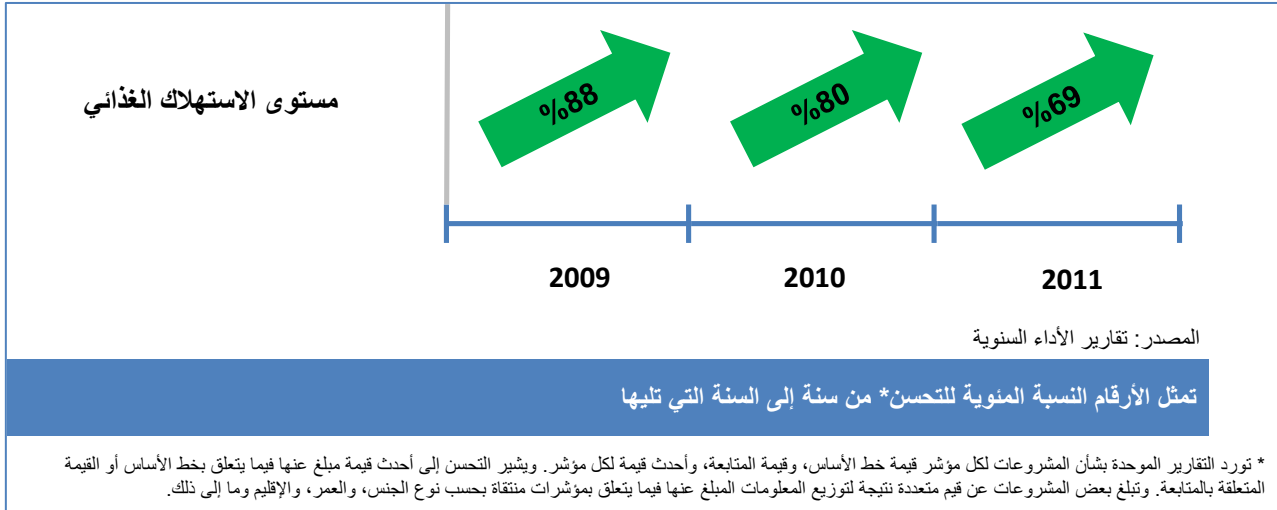 مستوى الاستهلاك الغذائي
%88
%80
%69
2009
2010
2011
المصدر: تقارير الأداء السنوية
تمثل الأرقام النسبة المئوية للتحسن* من سنة إلى السنة التي تليها
* تورد التقارير الموحدة بشأن المشروعات لكل مؤشر قيمة خط الأساس، وقيمة المتابعة، وأحدث قيمة لكل مؤشر. ويشير التحسن إلى أحدث قيمة مبلغ عنها فيما يتعلق بخط الأساس أو القيمة
المتعلقة بالمتابعة. وتبلغ بعض المشروعات عن قيم متعددة نتيجة لتوزيع المعلومات المبلغ عنها فيما يتعلق بمؤشرات منتقاة بحسب نوع الجنس، والعمر، والإقليم وما إلى ذلك.